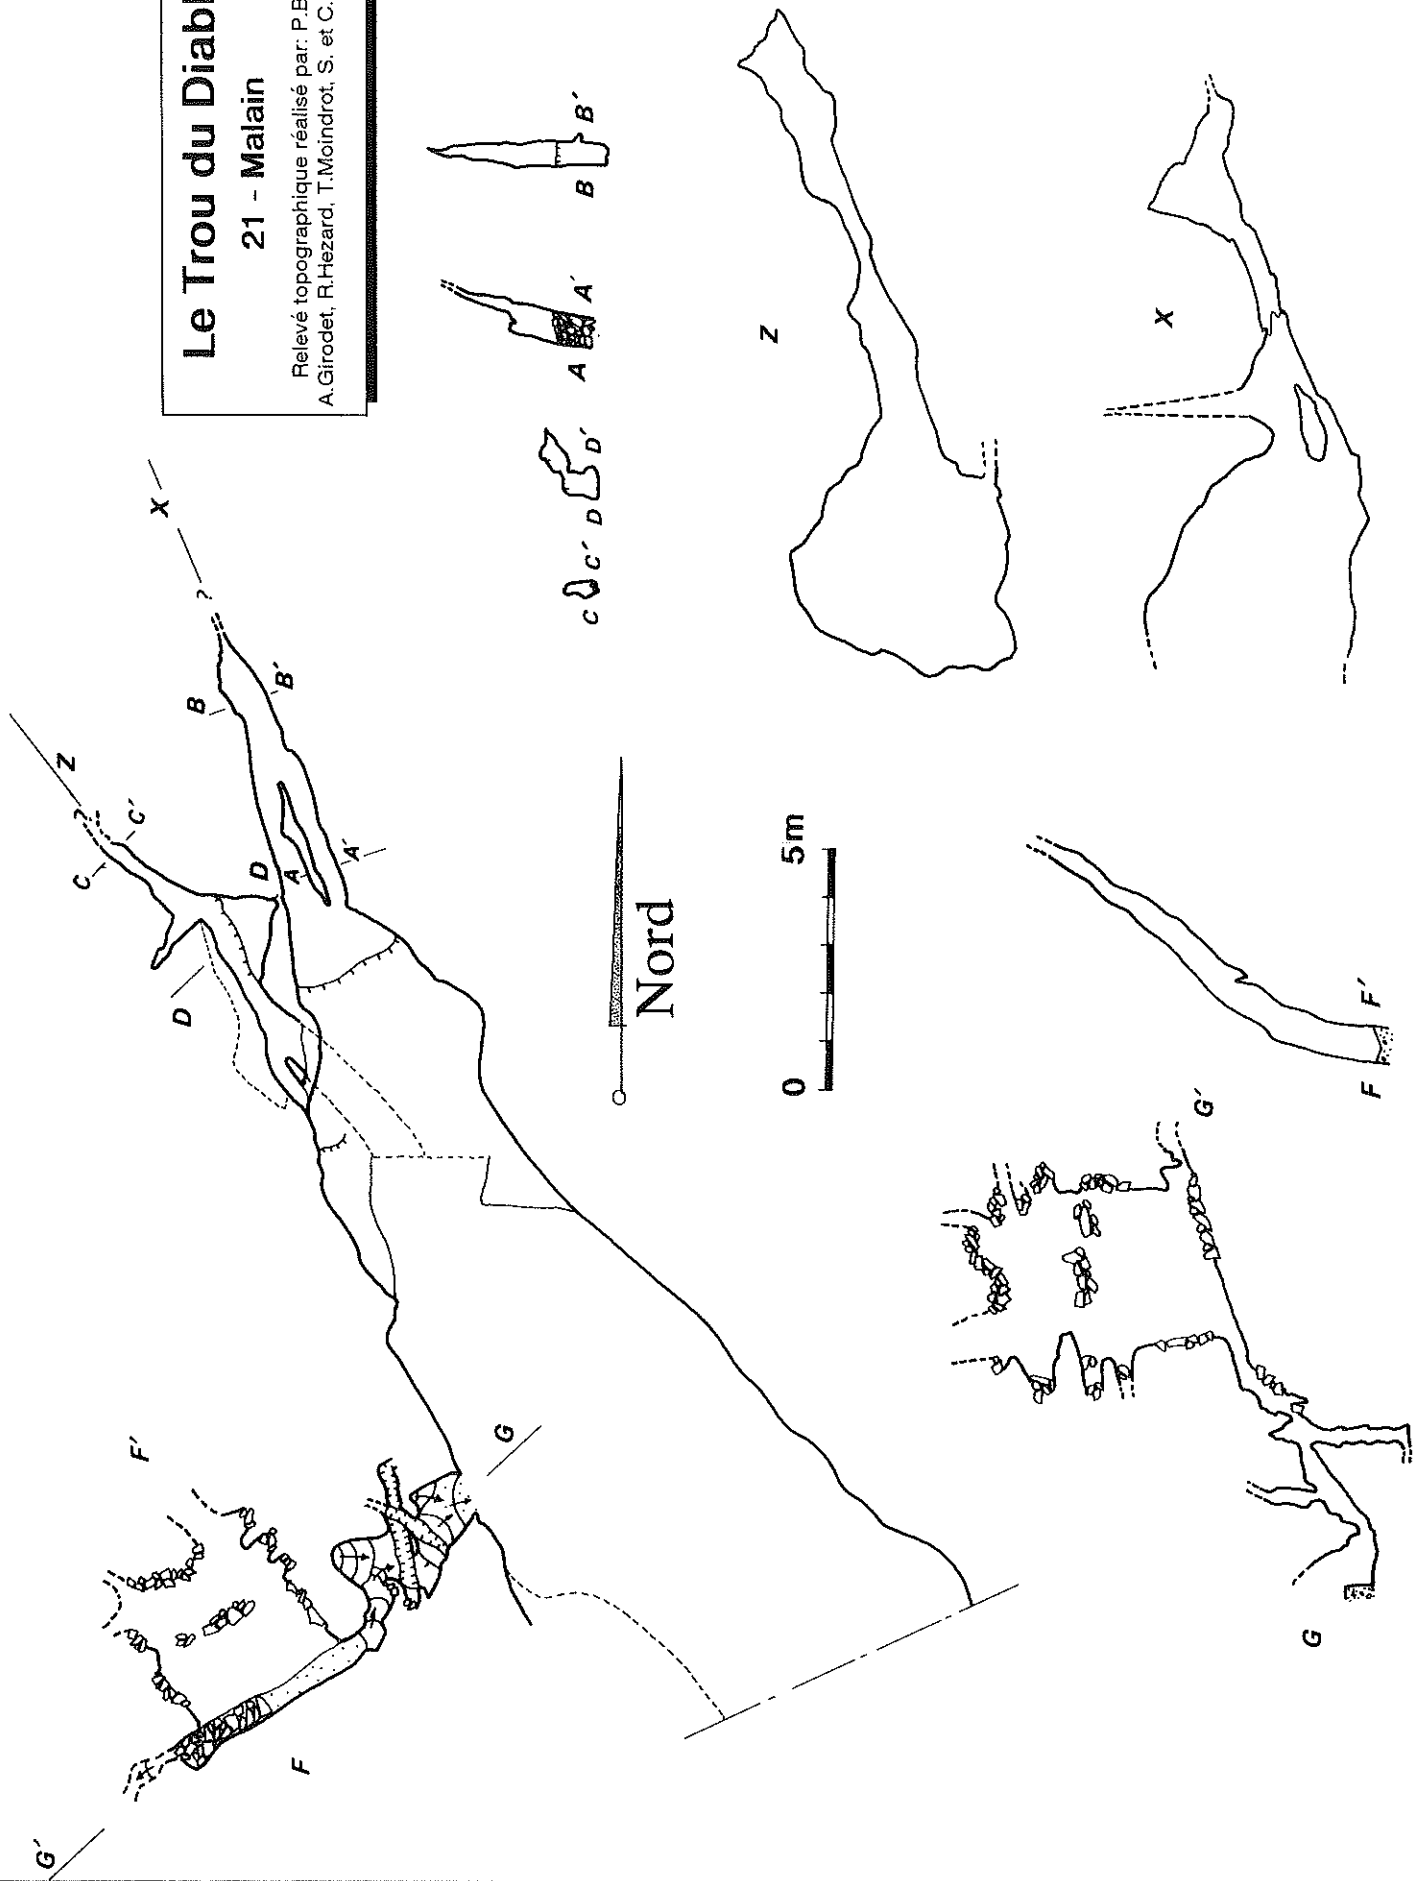 Le Trou du Diabl
21 - Malain
Relevé topographique réalisé par: P.B
A.Girodet, R.Hezard, T.Moindrot, S. et C.
B B'
A A'
D D'
C C'
Z
X
X
?
B
B'
Z
?
C
C'
D
A
A'
D
Nord
0 5m
F'
G
F
G'
F F'
G'
G